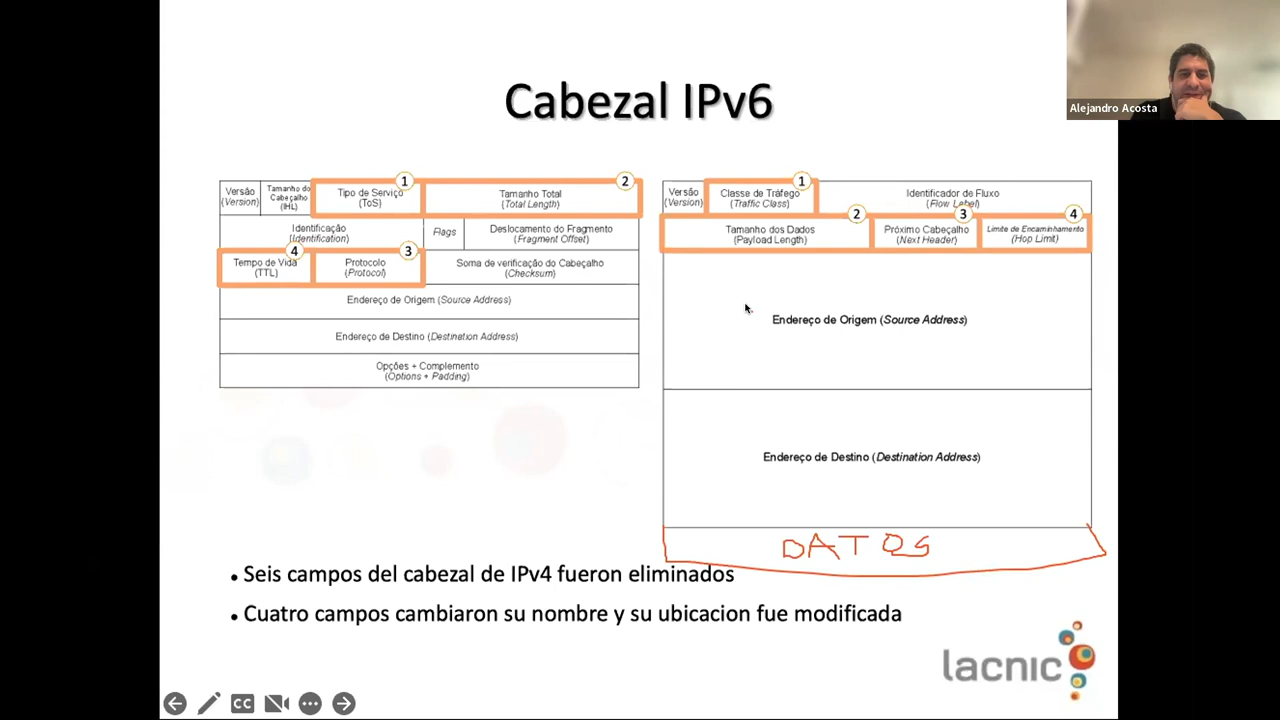 Cabezal IPv6
Alejandro Acosta
Versão
(Version)
Tamanho do
Cabeçalho
(IHL)
Tipo de Serviço
(ToS)
1
Tamanho Total
(Total Length)
2
Identificação
(Identification)
Flags
Deslocamento do Fragmento
(Fragment Offset)
Tempo de Vida
(TTL)
4
Protocolo
(Protocol)
3
Soma de verificação do Cabeçalho
(Checksum)
Endereço de Origem (Source Address)
Endereço de Destino (Destination Address)
Opções + Complemento
(Options + Padding)
Versão
(Version)
Classe de Tráfego
(Traffic Class)
1
Identificador de Fluxo
(Flow Label)
Tamanho dos Dados
(Payload Length)
2
Próximo Cabeçalho
(Next Header)
3
Limite de Encaminhamento
(Hop Limit)
4
Endereço de Origem (Source Address)
Endereço de Destino (Destination Address)
DATOS
• Seis campos del cabezal de IPv4 fueron eliminados
• Cuatro campos cambiaron su nombre y su ubicacion fue modificada
lacnic
CC